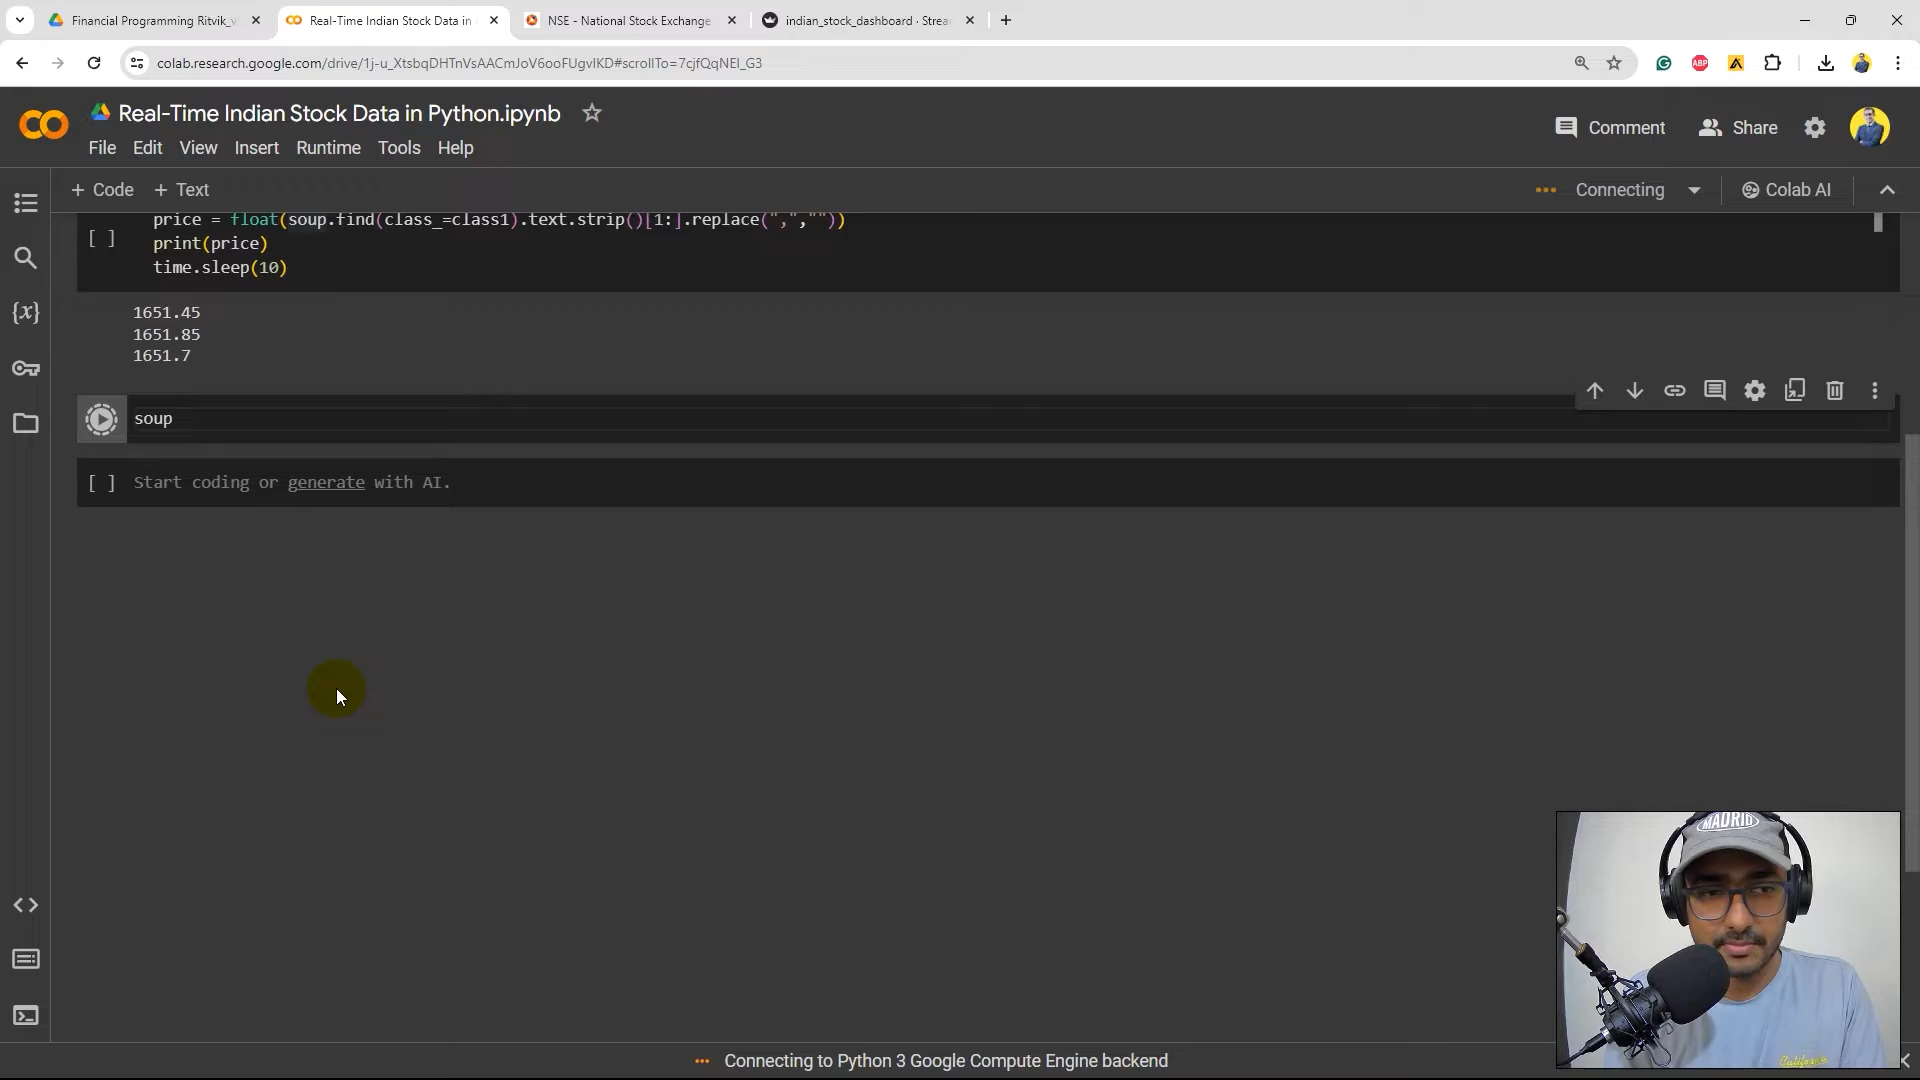 Financial Programming Ritvik_v
Real-Time Indian Stock Data in
NSE - National Stock Exchange
indian_stock_dashboard · Strea
colab.research.google.com/drive/1j-u_XtsbqDHTnVsAACmJoV6ooFUgvlKD#scrollTo=7cjfQqNEl_G3
ABP
Real-Time Indian Stock Data in Python.ipynb
Comment
Share
File Edit View Insert Runtime Tools Help
+ Code + Text
Connecting
Colab AI
price = float(soup.find(class_=class1).text.strip()[1:].replace(",",""))
[ ] print(price)
time.sleep(10)
1651.45
1651.85
1651.7
soup
[ ] Start coding or generate with AI.
{x}
MADRID
California
Connecting to Python 3 Google Compute Engine backend